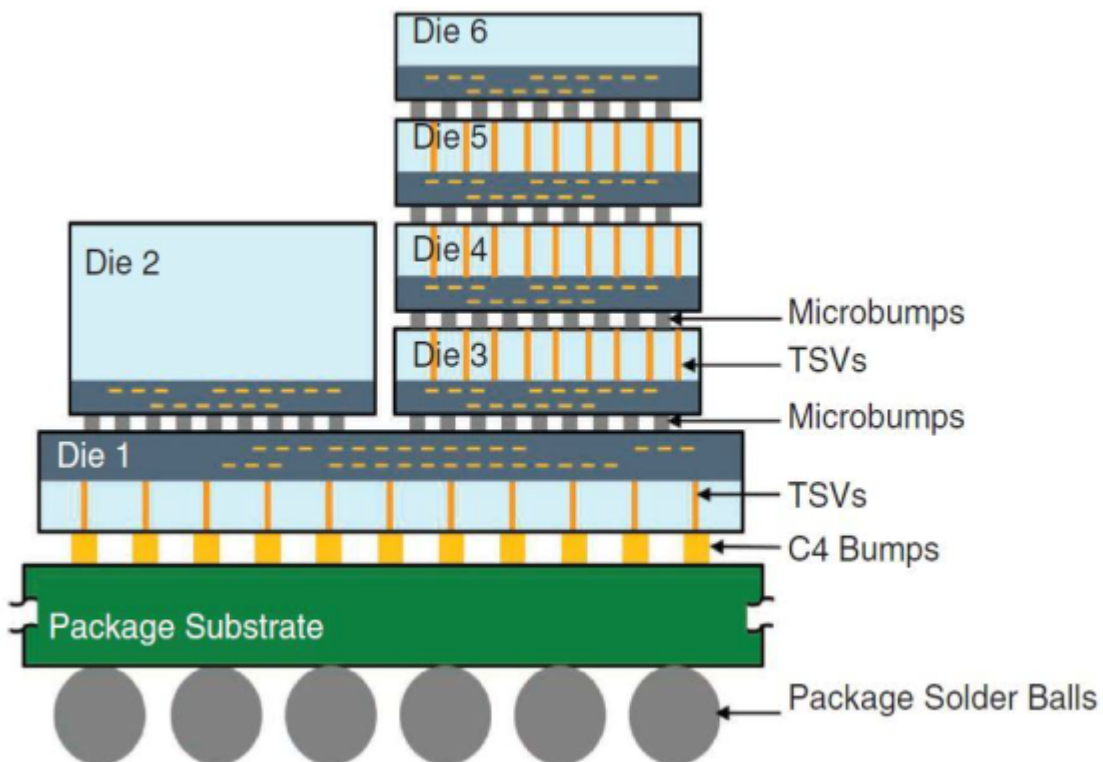 Die 6
Die 5
Die 4
Die 2
Microbumps
Die 3
TSVs
Microbumps
Die 1
TSVs
C4 Bumps
Package Substrate
Package Solder Balls